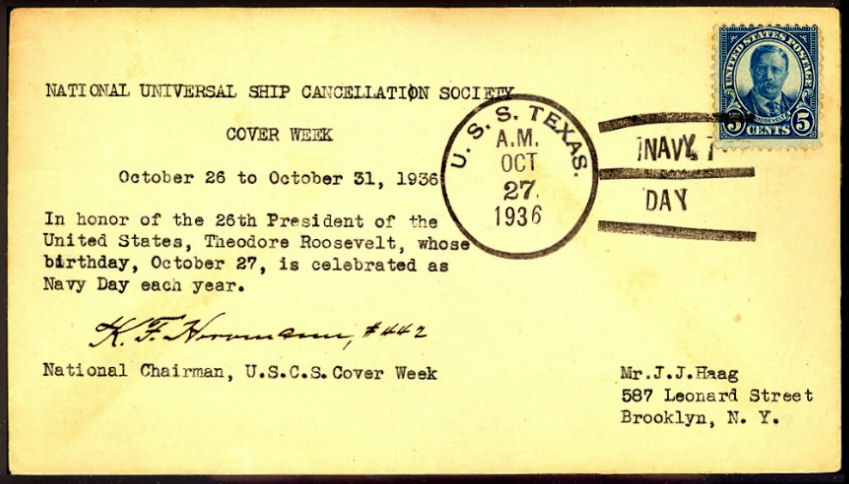 NATIONAL UNIVERSAL SHIP CANCELLATION SOCIETY
COVER WEEK
October 26 to October 31, 1936
In honor of the 26th President of the
United States, Theodore Roosevelt, whose
birthday, October 27, is celebrated as
Navy Day each year.
K. F. Herrmann, #442
National Chairman, U.S.C.S. Cover Week
U. S. S. TEXAS.
A.M.
OCT
27.
1936
NAVY
DAY
UNITED STATES POSTAGE
ROOSEVELT
5 CENTS 5
Mr.J.J.Haag
587 Leonard Street
Brooklyn, N. Y.